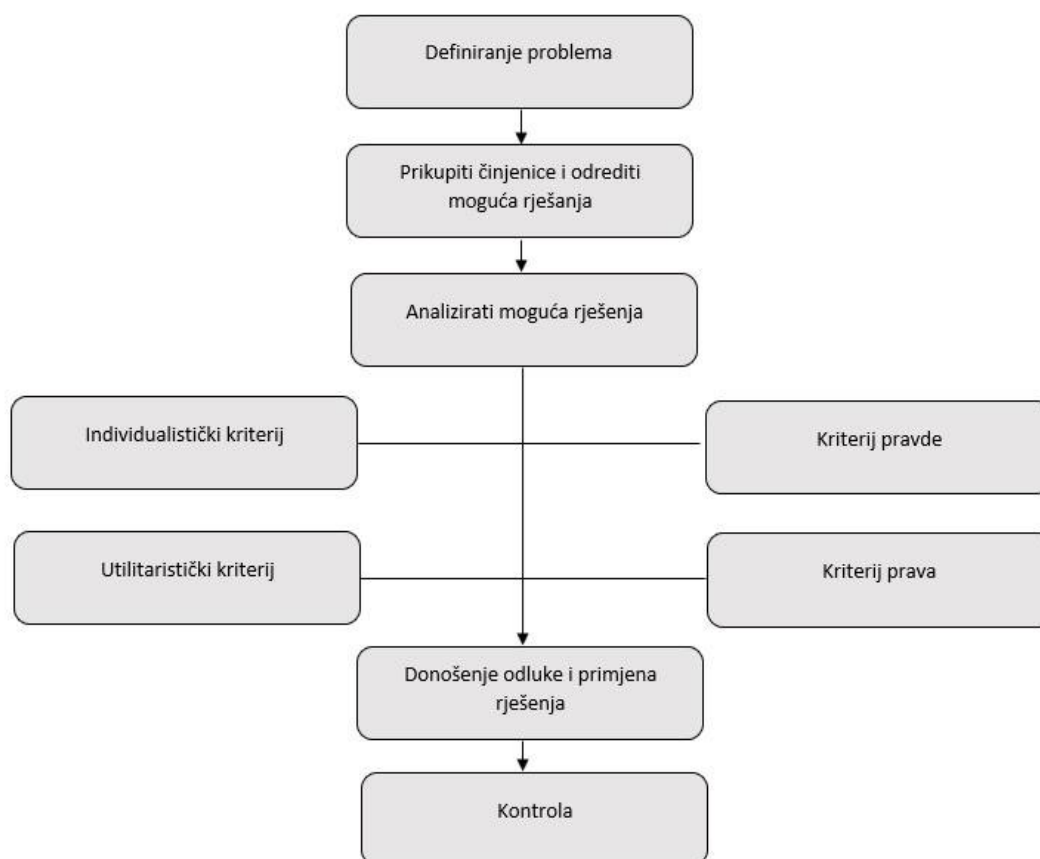 Definiranje problema
Prikupiti činjenice i odrediti
moguća rješanja
Analizirati moguća rješenja
Individualistički kriterij
Kriterij pravde
Utilitaristički kriterij
Kriterij prava
Donošenje odluke i primjena
rješenja
Kontrola